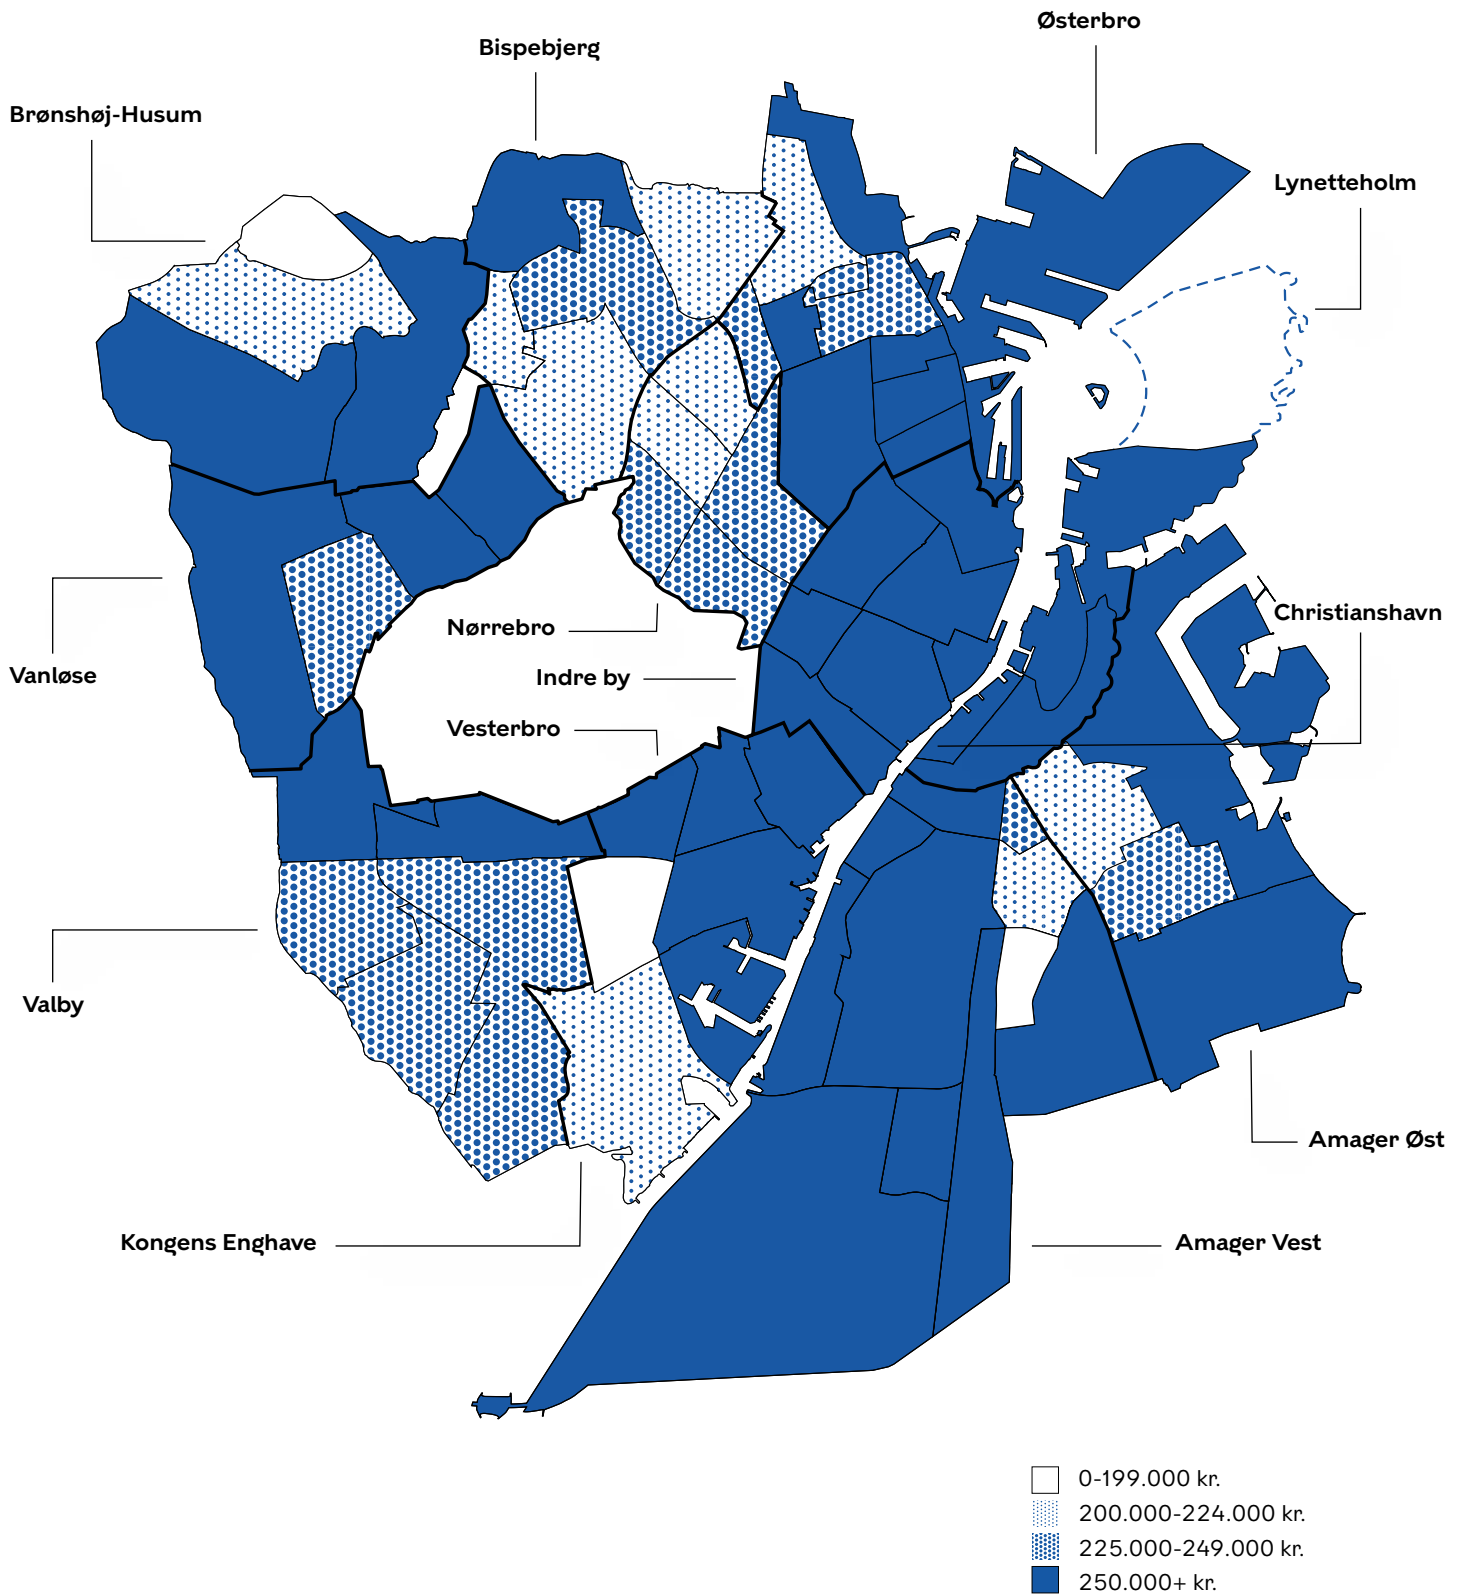 Østerbro
Bispebjerg
Brønshøj-Husum
Lynetteholm
Christianshavn
Nørrebro
Vanløse
Indre by
Vesterbro
Valby
Amager Øst
Kongens Enghave
Amager Vest
0-199.000 kr.
200.000-224.000 kr.
225.000-249.000 kr.
250.000+ kr.